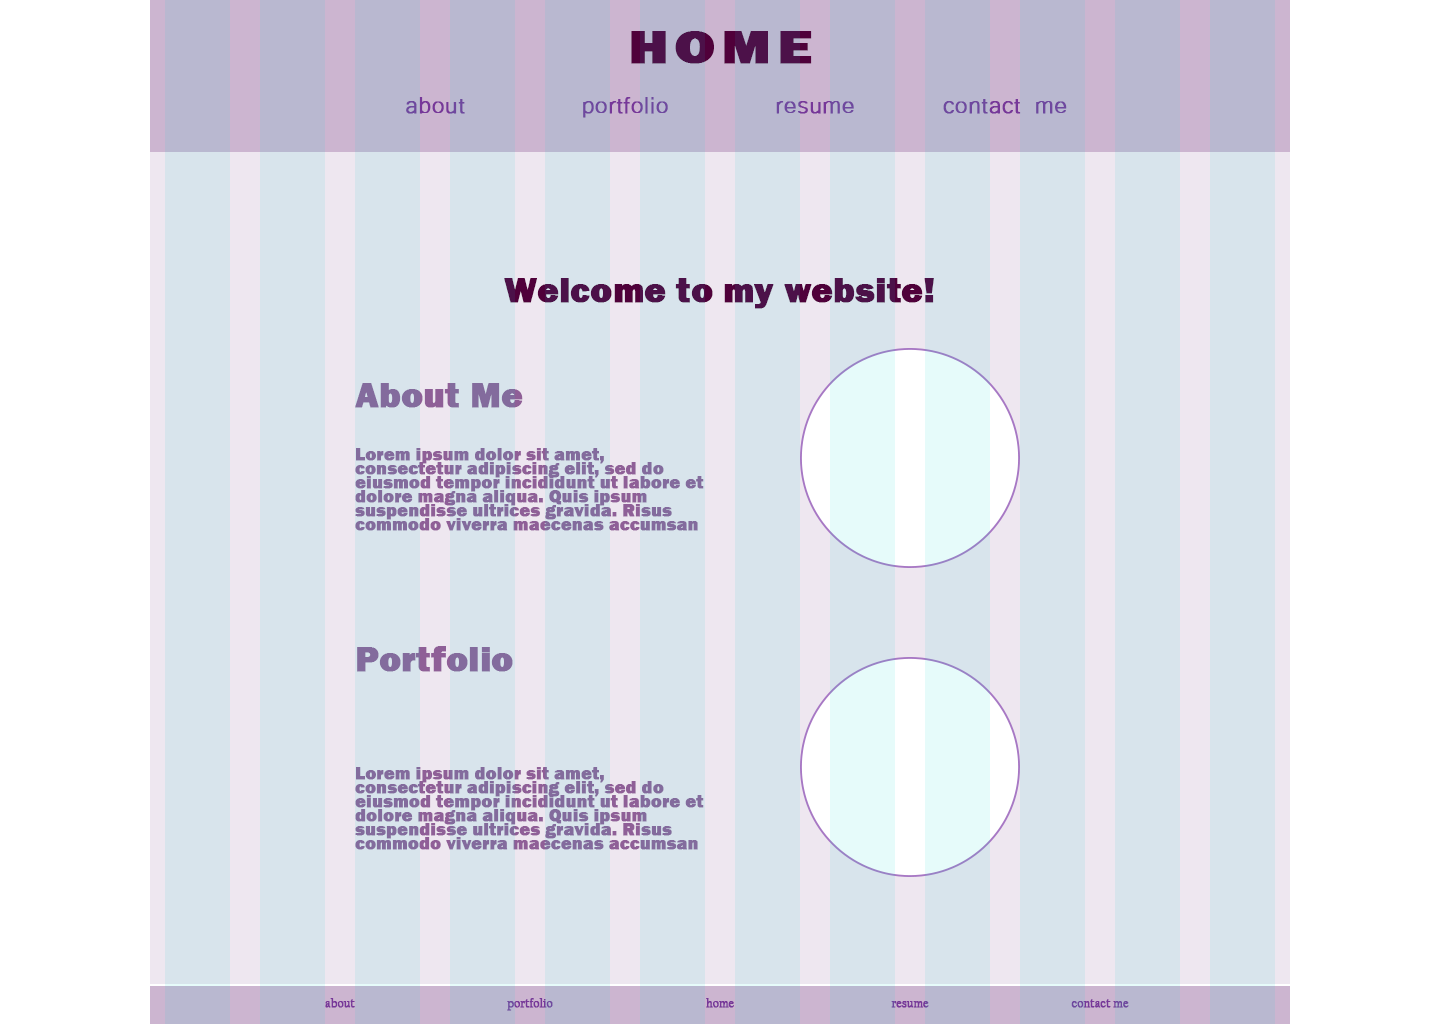 HOME
about portfolio resume contact me
Welcome to my website!
About Me
Lorem ipsum dolor sit amet,
consectetur adipiscing elit, sed do
eiusmod tempor incididunt ut labore et
dolore magna aliqua. Quis ipsum
suspendisse ultrices gravida. Risus
commodo viverra maecenas accumsan
Portfolio
Lorem ipsum dolor sit amet,
consectetur adipiscing elit, sed do
eiusmod tempor incididunt ut labore et
dolore magna aliqua. Quis ipsum
suspendisse ultrices gravida. Risus
commodo viverra maecenas accumsan
about portfolio home resume contact me